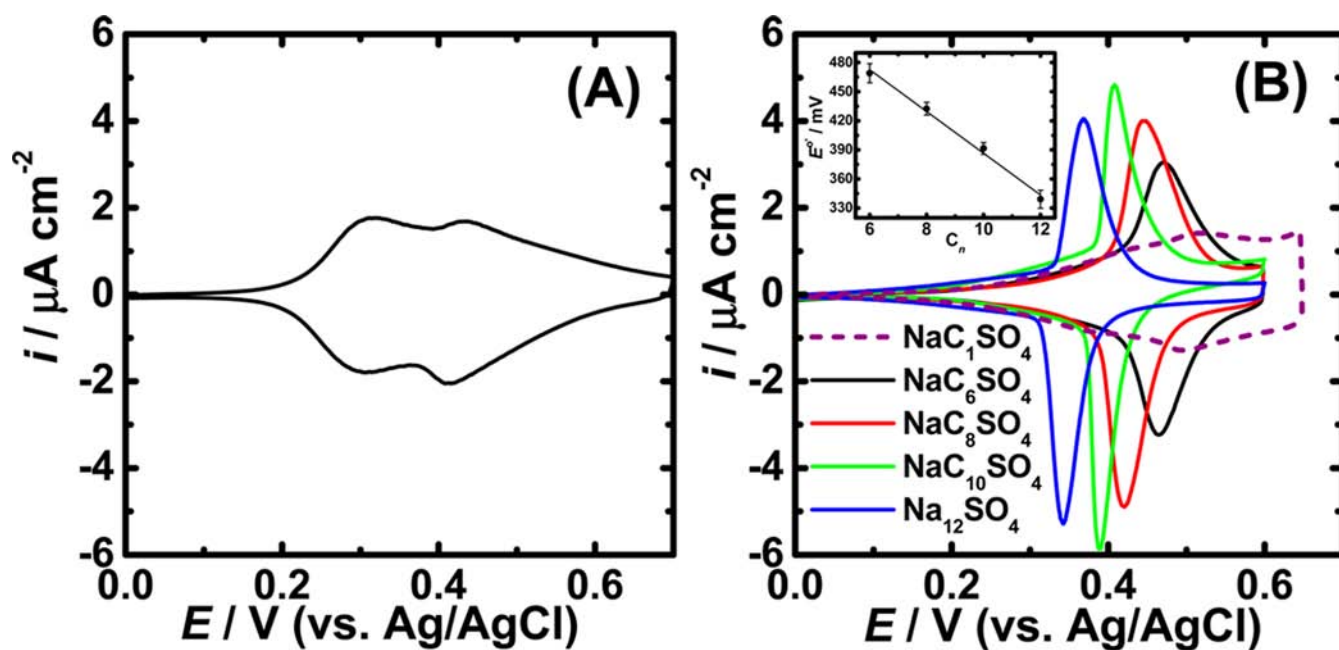 (A)
6
4
2
0
-2
-4
-6
i / μA cm-2
0.0 0.2 0.4 0.6
E / V (vs. Ag/AgCl)
(B)
6
4
2
0
-2
-4
-6
i / μA cm-2
480
450
420
390
360
330
Eo' / mV
6 8 10 12
Cn
NaC1SO4
NaC6SO4
NaC8SO4
NaC10SO4
Na12SO4
0.0 0.2 0.4 0.6
E / V (vs. Ag/AgCl)